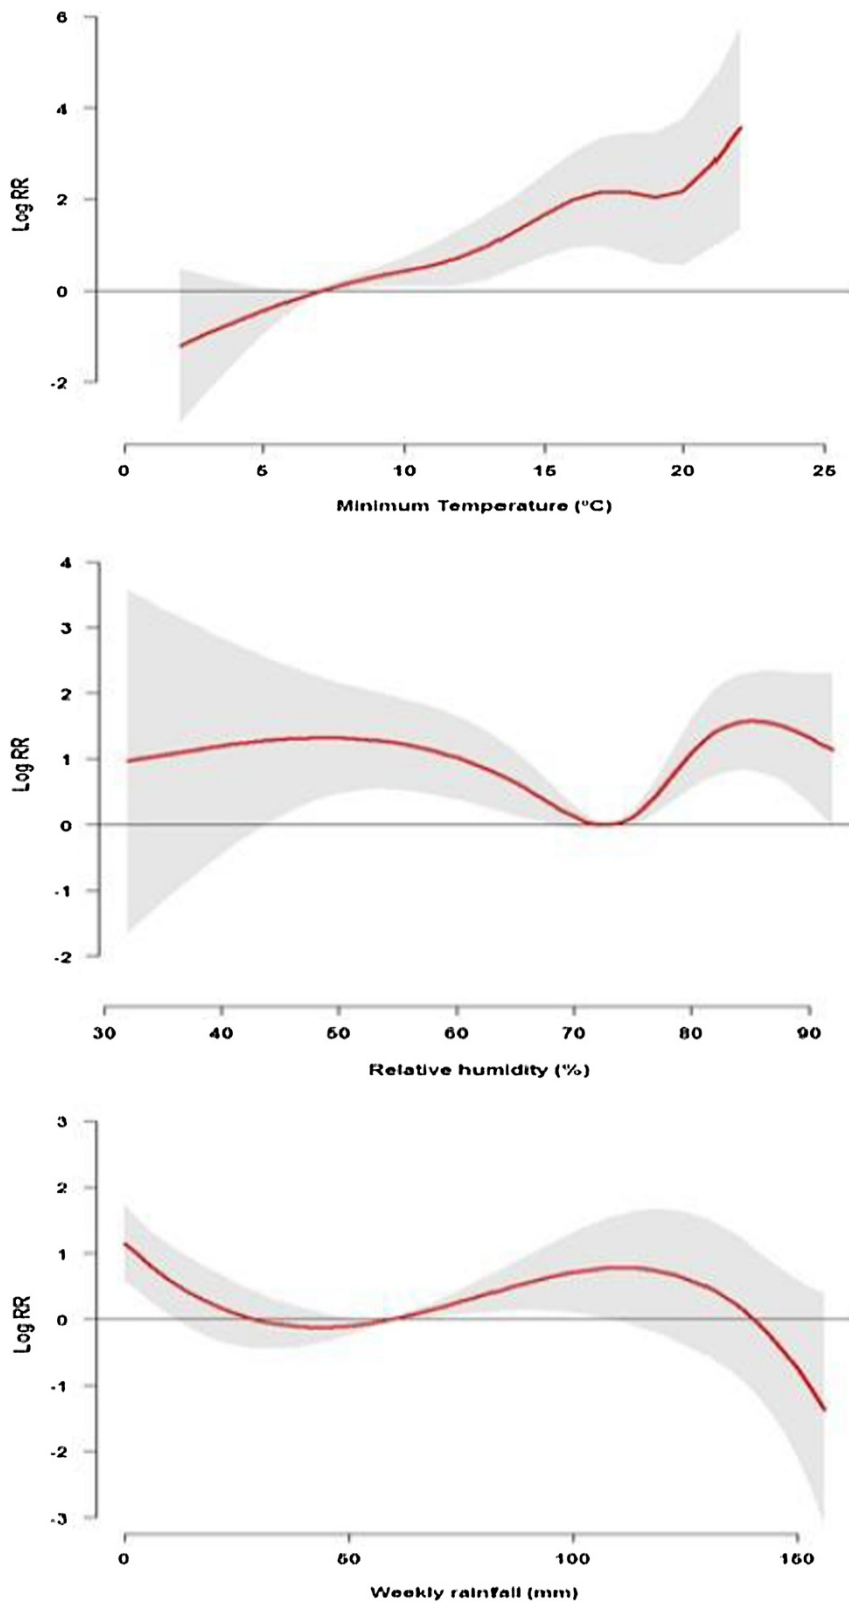 6
4
2
0
-2
Log RR
0 5 10 15 20 25
Minimum Temperature (ºC)
4
3
2
1
0
-1
-2
Log RR
30 40 50 60 70 80 90
Relative humidity (%)
3
2
1
0
-1
-2
-3
Log RR
0 50 100 150
Weekly rainfall (mm)